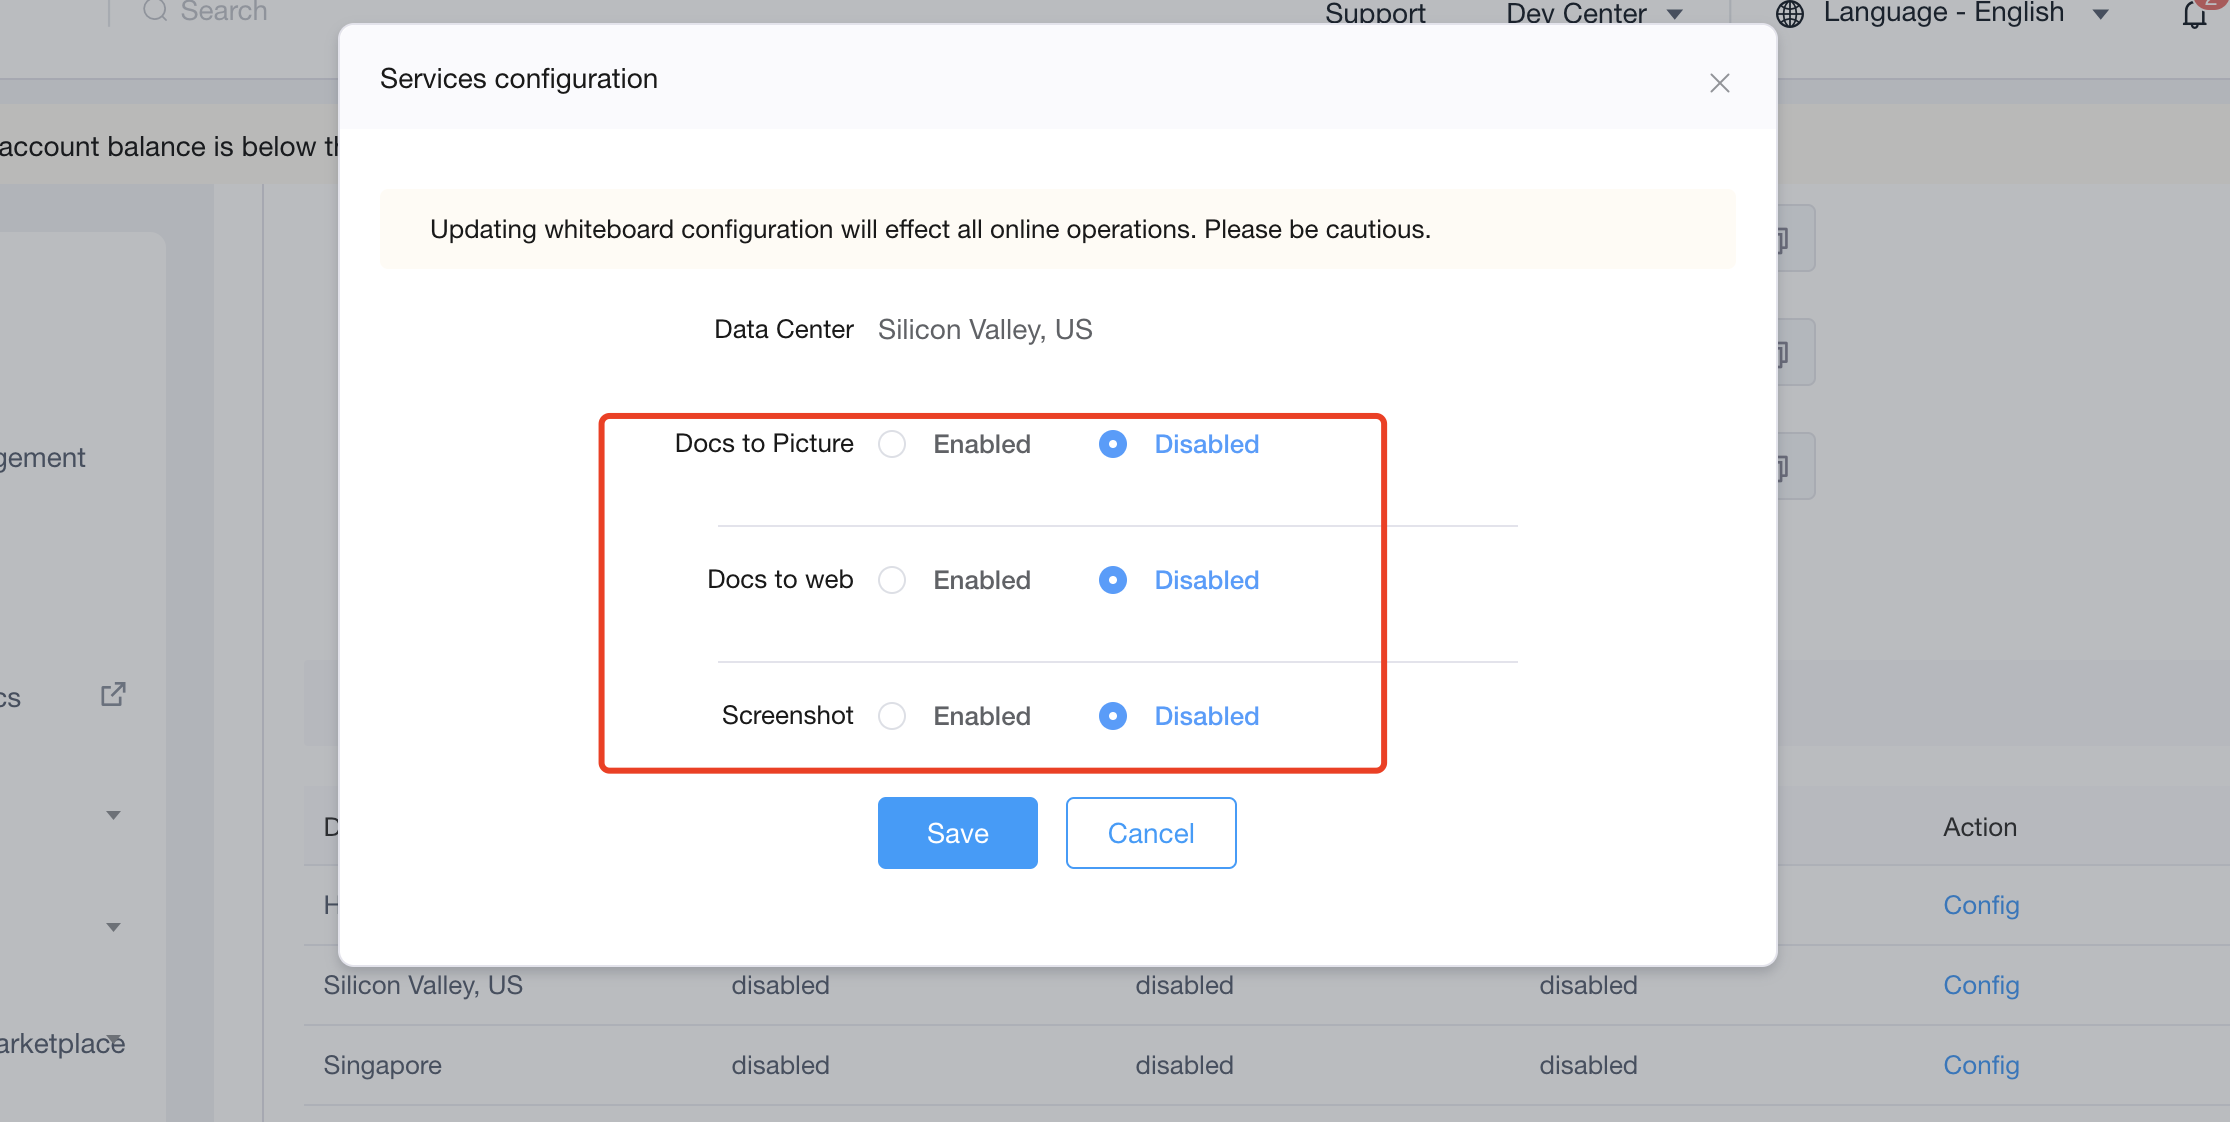 Search
Support
Dev Center
Language - English
2
Services configuration
account balance is below
Updating whiteboard configuration will effect all online operations. Please be cautious.
Data Center Silicon Valley, US
Docs to Picture Enabled Disabled
gement
Docs to web Enabled Disabled
cs
Screenshot Enabled Disabled
Save Cancel
D
Action
H
Config
Silicon Valley, US disabled disabled disabled Config
arketplace
Singapore disabled disabled disabled Config